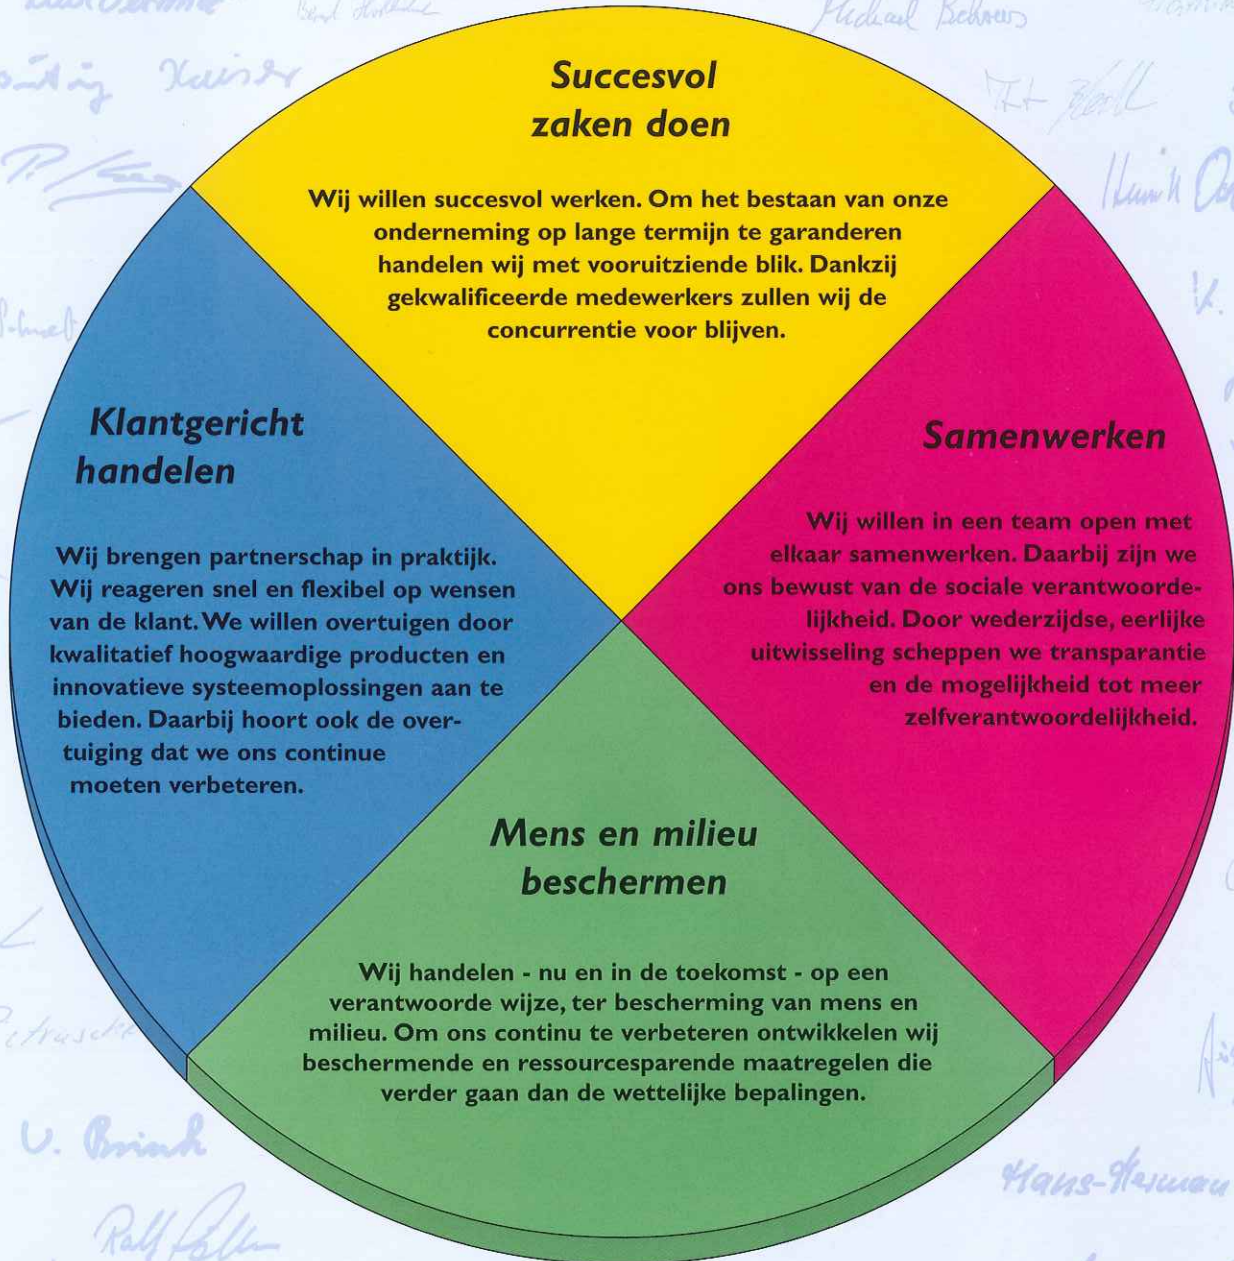 Michael Behrens
Succesvol
zaken doen
Wij willen succesvol werken. Om het bestaan van onze
onderneming op lange termijn te garanderen
handelen wij met vooruitziende blik. Dankzij
gekwalificeerde medewerkers zullen wij de
concurrentie voor blijven.
Klantgericht
handelen
Wij brengen partnerschap in praktijk.
Wij reageren snel en flexibel op wensen
van de klant. We willen overtuigen door
kwalitatief hoogwaardige producten en
innovatieve systeemoplossingen aan te
bieden. Daarbij hoort ook de over-
tuiging dat we ons continue
moeten verbeteren.
Samenwerken
Wij willen in een team open met
elkaar samenwerken. Daarbij zijn we
ons bewust van de sociale verantwoorde-
lijkheid. Door wederzijdse, eerlijke
uitwisseling scheppen we transparantie
en de mogelijkheid tot meer
zelfverantwoordelijkheid.
Mens en milieu
beschermen
Wij handelen - nu en in de toekomst - op een
verantwoorde wijze, ter bescherming van mens en
milieu. Om ons continu te verbeteren ontwikkelen wij
beschermende en ressourcesparende maatregelen die
verder gaan dan de wettelijke bepalingen.
U. Brink
Hans-Herman
Ralf